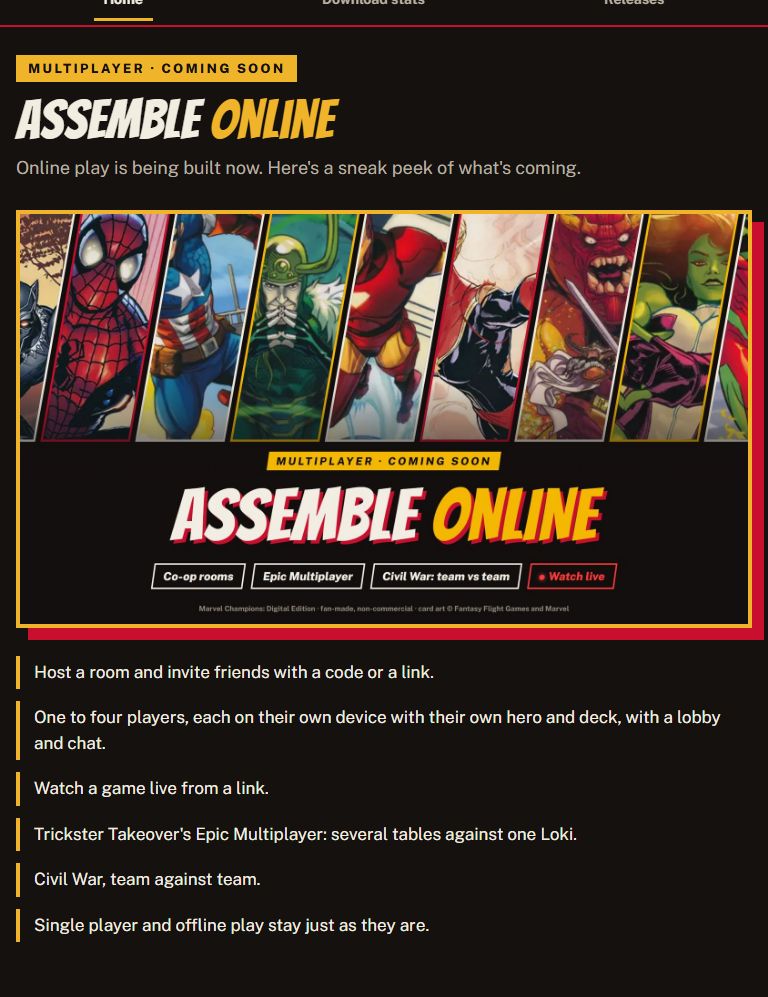 Home Download stats Releases
MULTIPLAYER · COMING SOON
ASSEMBLE ONLINE
Online play is being built now. Here's a sneak peek of what's coming.
MULTIPLAYER · COMING SOON
ASSEMBLE ONLINE
Co-op rooms Epic Multiplayer Civil War: team vs team Watch live
Marvel Champions: Digital Edition · fan-made, non-commercial · card art © Fantasy Flight Games and Marvel
Host a room and invite friends with a code or a link.
One to four players, each on their own device with their own hero and deck, with a lobby
and chat.
Watch a game live from a link.
Trickster Takeover's Epic Multiplayer: several tables against one Loki.
Civil War, team against team.
Single player and offline play stay just as they are.